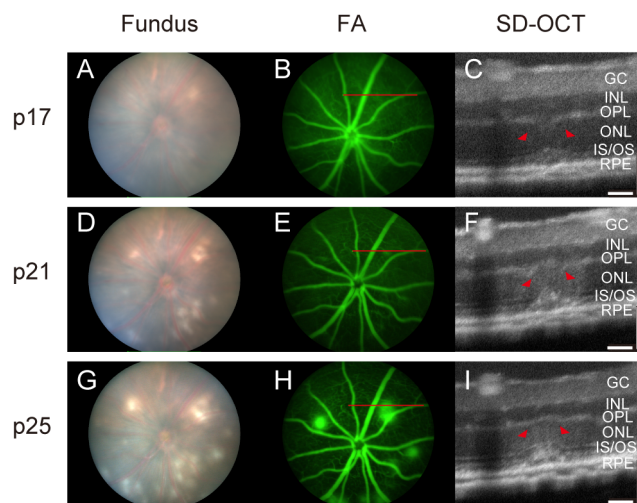 Fundus FA SD-OCT
p17 A B C
GC
INL
OPL
ONL
IS/OS
RPE
p21 D E F
GC
INL
OPL
ONL
IS/OS
RPE
p25 G H I
GC
INL
OPL
ONL
IS/OS
RPE